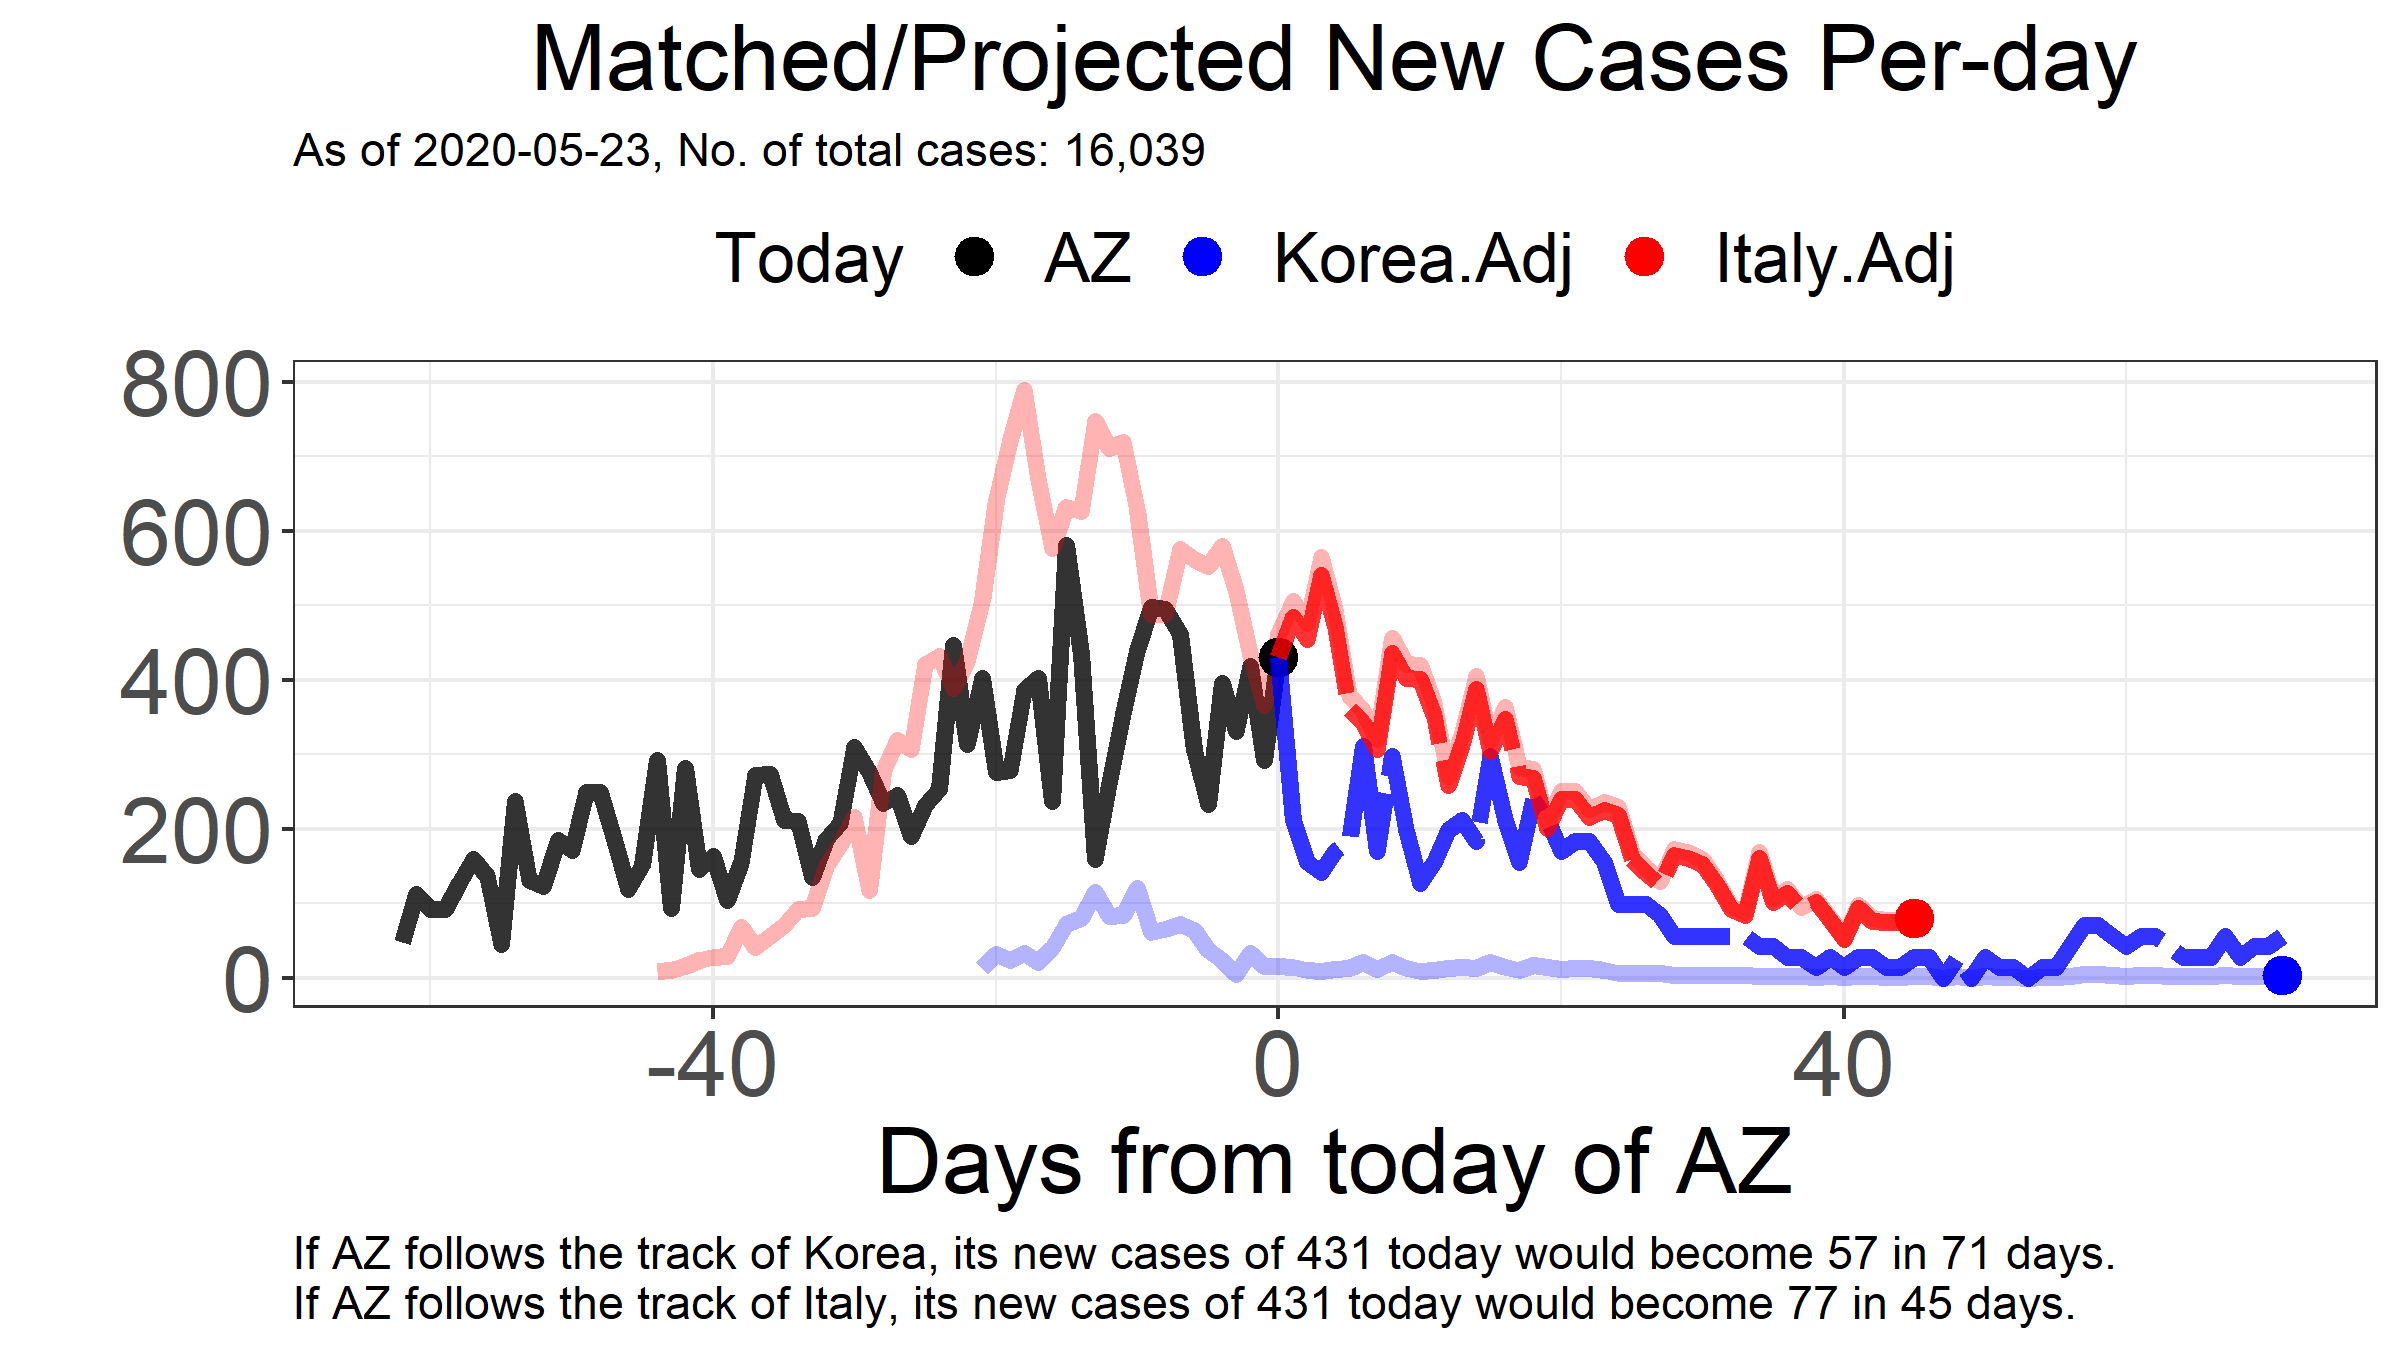 Matched/Projected New Cases Per-day
As of 2020-05-23, No. of total cases: 16,039
Today AZ Korea.Adj Italy.Adj
800
600
400
200
0
-40 0 40
Days from today of AZ
If AZ follows the track of Korea, its new cases of 431 today would become 57 in 71 days.
If AZ follows the track of Italy, its new cases of 431 today would become 77 in 45 days.